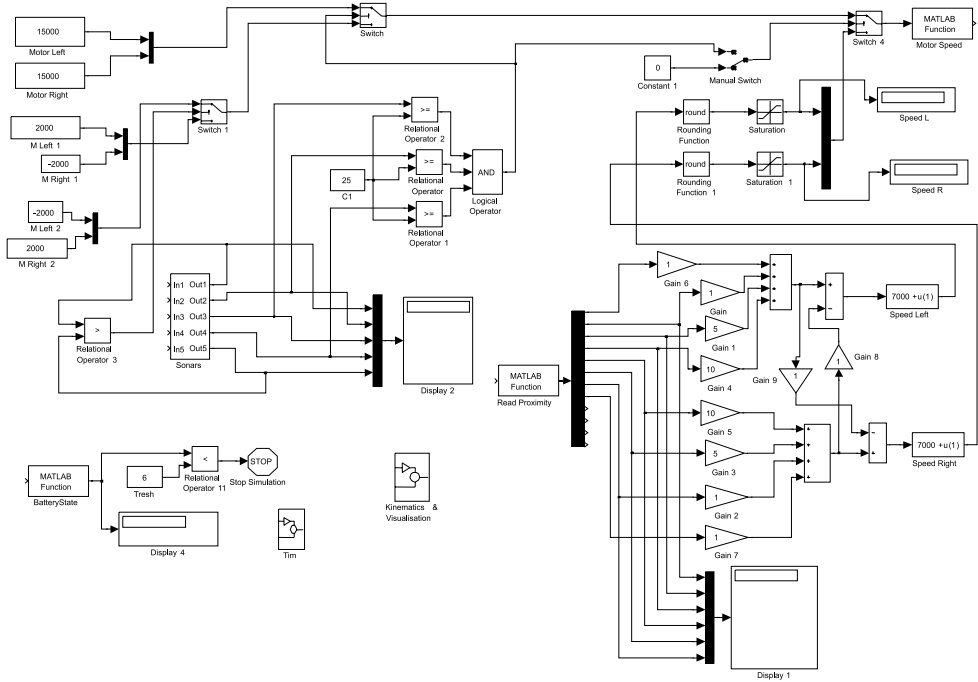 15000
Motor Left
15000
Motor Right
Switch
Switch 4
MATLAB
Function
Motor Speed
0
Constant 1
Manual Switch
2000
M Left 1
-2000
M Right 1
Switch 1
>=
Relational
Operator 2
>=
Relational
Operator
>=
Relational
Operator 1
25
C1
AND
Logical
Operator
round
Rounding
Function
Saturation
Speed L
round
Rounding
Function 1
Saturation 1
Speed R
-2000
M Left 2
2000
M Right 2
>
Relational
Operator 3
In1 Out1
In2 Out2
In3 Out3
In4 Out4
In5 Out5
Sonars
Display 2
MATLAB
Function
Read Proximity
1
Gain 6
1
Gain
5
Gain 1
10
Gain 4
+
+
+
+
+
−
7000 +u(1)
Speed Left
1
Gain 8
1
Gain 9
10
Gain 5
5
Gain 3
1
Gain 2
1
Gain 7
+
+
+
+
−
+
7000 +u(1)
Speed Right
MATLAB
Function
BatteryState
6
Tresh
<
Relational
Operator 11
STOP
Stop Simulation
Display 4
Tim
Kinematics &
Visualisation
Display 1